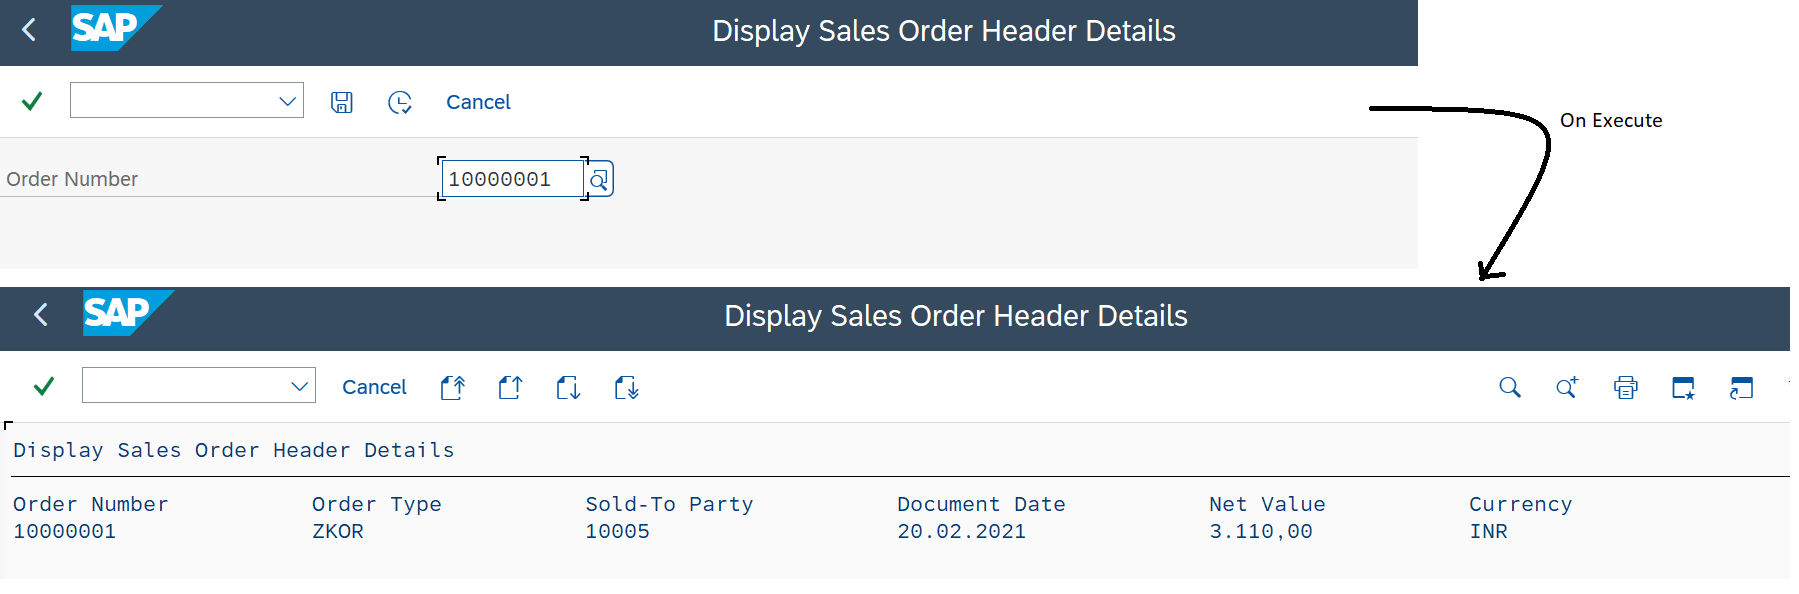 SAP
Display Sales Order Header Details
Cancel
On Execute
Order Number
10000001
SAP
Display Sales Order Header Details
Cancel
Display Sales Order Header Details
Order Number Order Type Sold-To Party Document Date Net Value Currency
10000001 ZKOR 10005 20.02.2021 3.110,00 INR